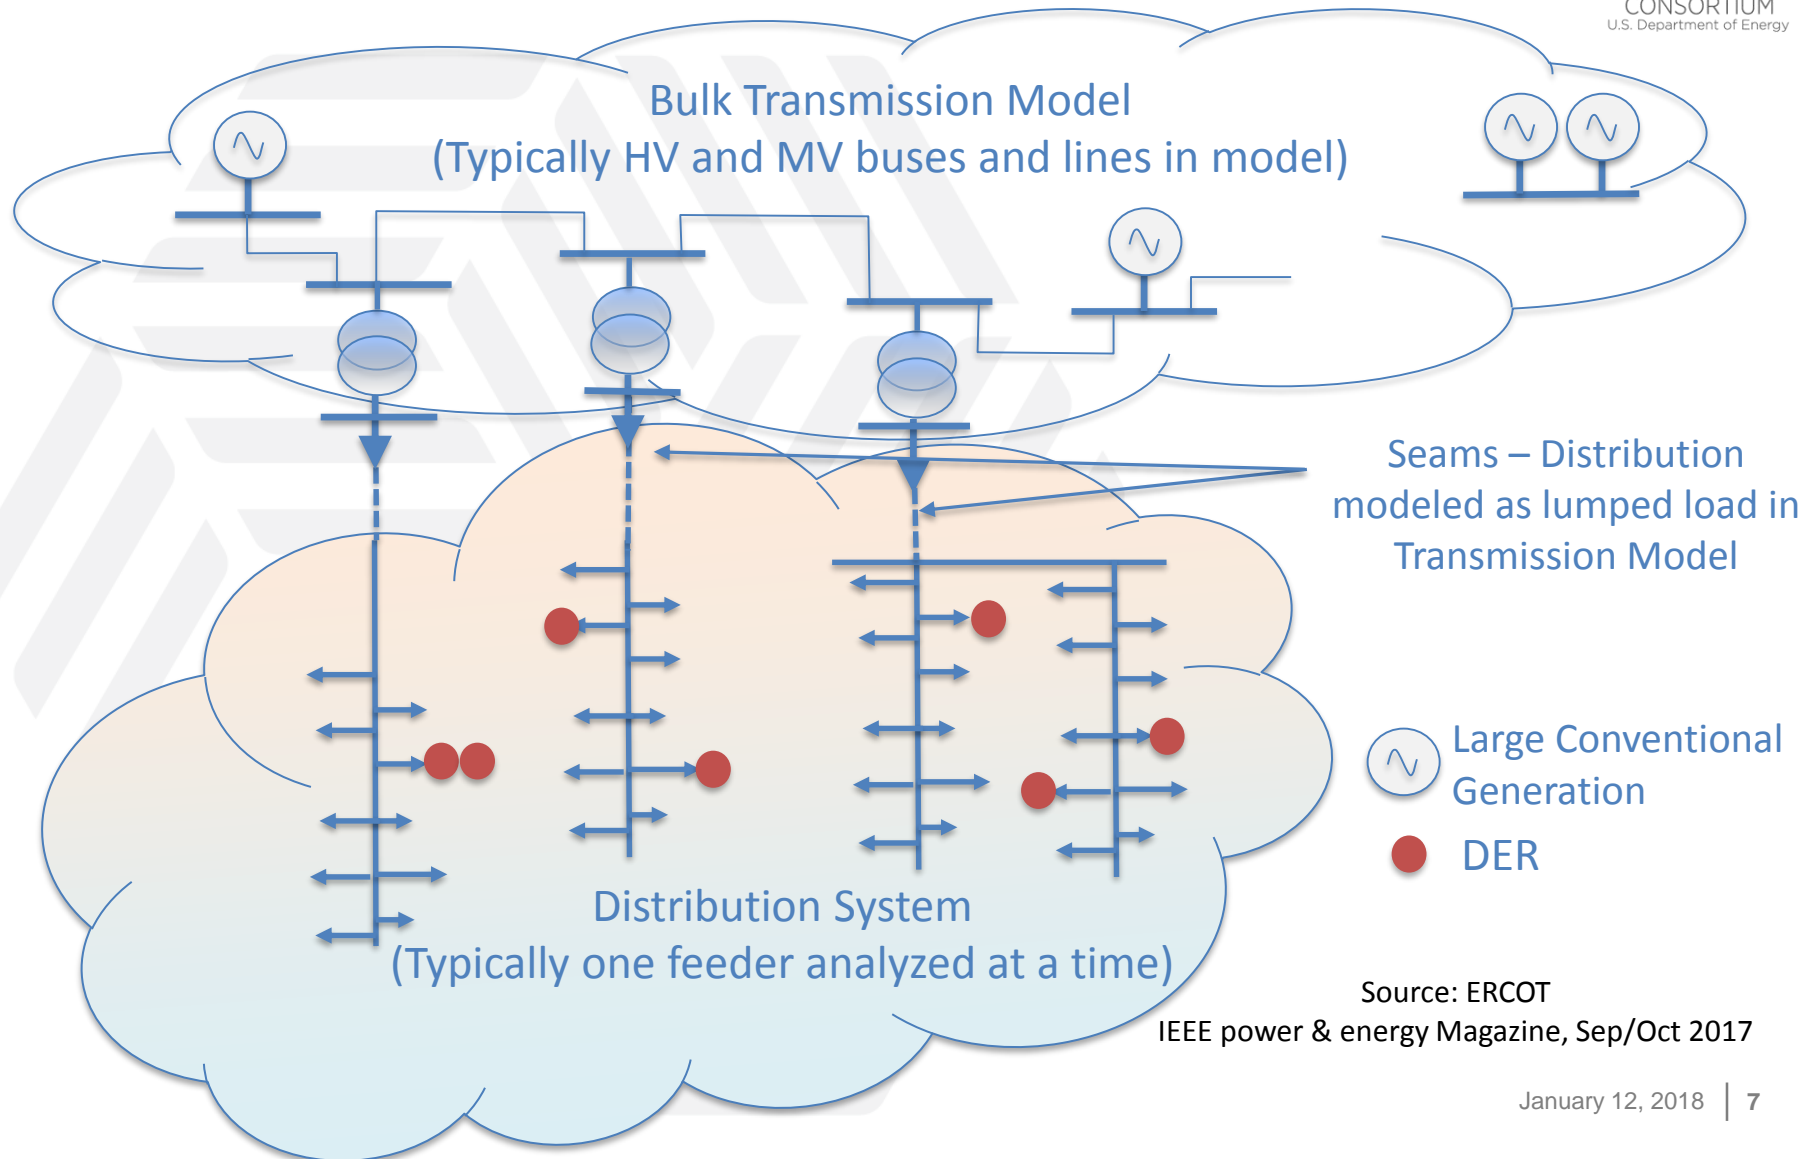 CONSORTIUM
U.S. Department of Energy
Bulk Transmission Model
(Typically HV and MV buses and lines in model)
Seams – Distribution
modeled as lumped load in
Transmission Model
Large Conventional
Generation
DER
Distribution System
(Typically one feeder analyzed at a time)
Source: ERCOT
IEEE power & energy Magazine, Sep/Oct 2017
January 12, 2018 | 7